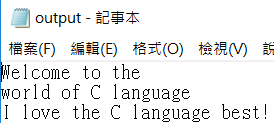 output - 記事本
檔案(F) 編輯(E) 格式(O) 檢視(V)
Welcome to the
world of C language
I love the C language best!